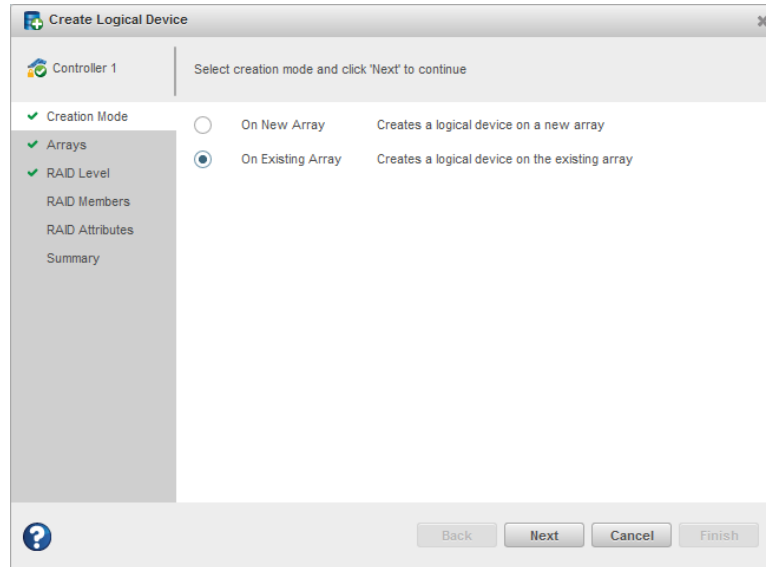 Create Logical Device
Controller 1
Select creation mode and click 'Next' to continue
Creation Mode
Arrays
RAID Level
RAID Members
RAID Attributes
Summary
On New Array Creates a logical device on a new array
On Existing Array Creates a logical device on the existing array
?
Back Next Cancel Finish